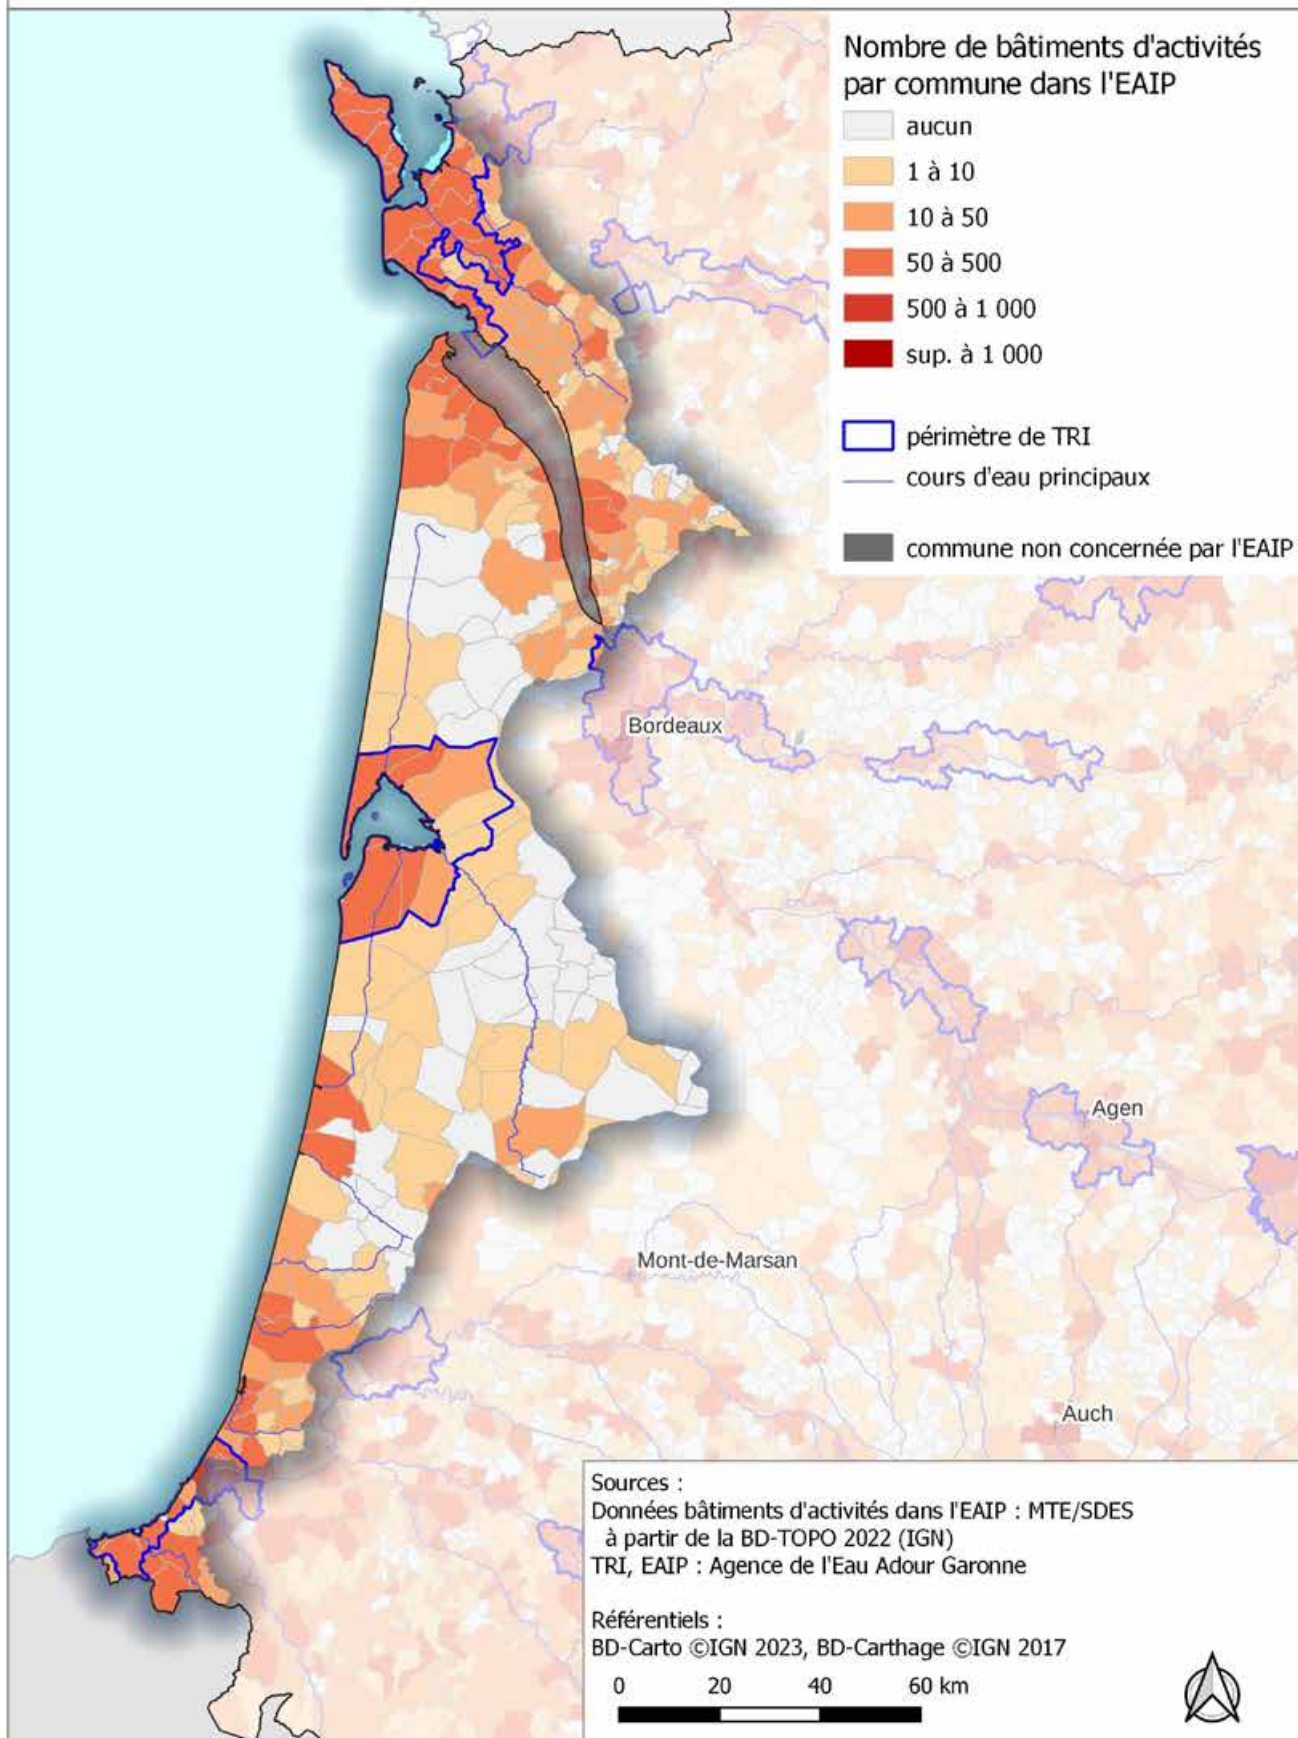 Nombre de bâtiments d'activités
par commune dans l'EAIP
aucun
1 à 10
10 à 50
50 à 500
500 à 1 000
sup. à 1 000
périmètre de TRI
cours d'eau principaux
commune non concernée par l'EAIP
Bordeaux
Agen
Mont-de-Marsan
Auch
Sources :
Données bâtiments d'activités dans l'EAIP : MTE/SDES
à partir de la BD-TOPO 2022 (IGN)
TRI, EAIP : Agence de l'Eau Adour Garonne
Référentiels :
BD-Carto ©IGN 2023, BD-Carthage ©IGN 2017
0 20 40 60 km